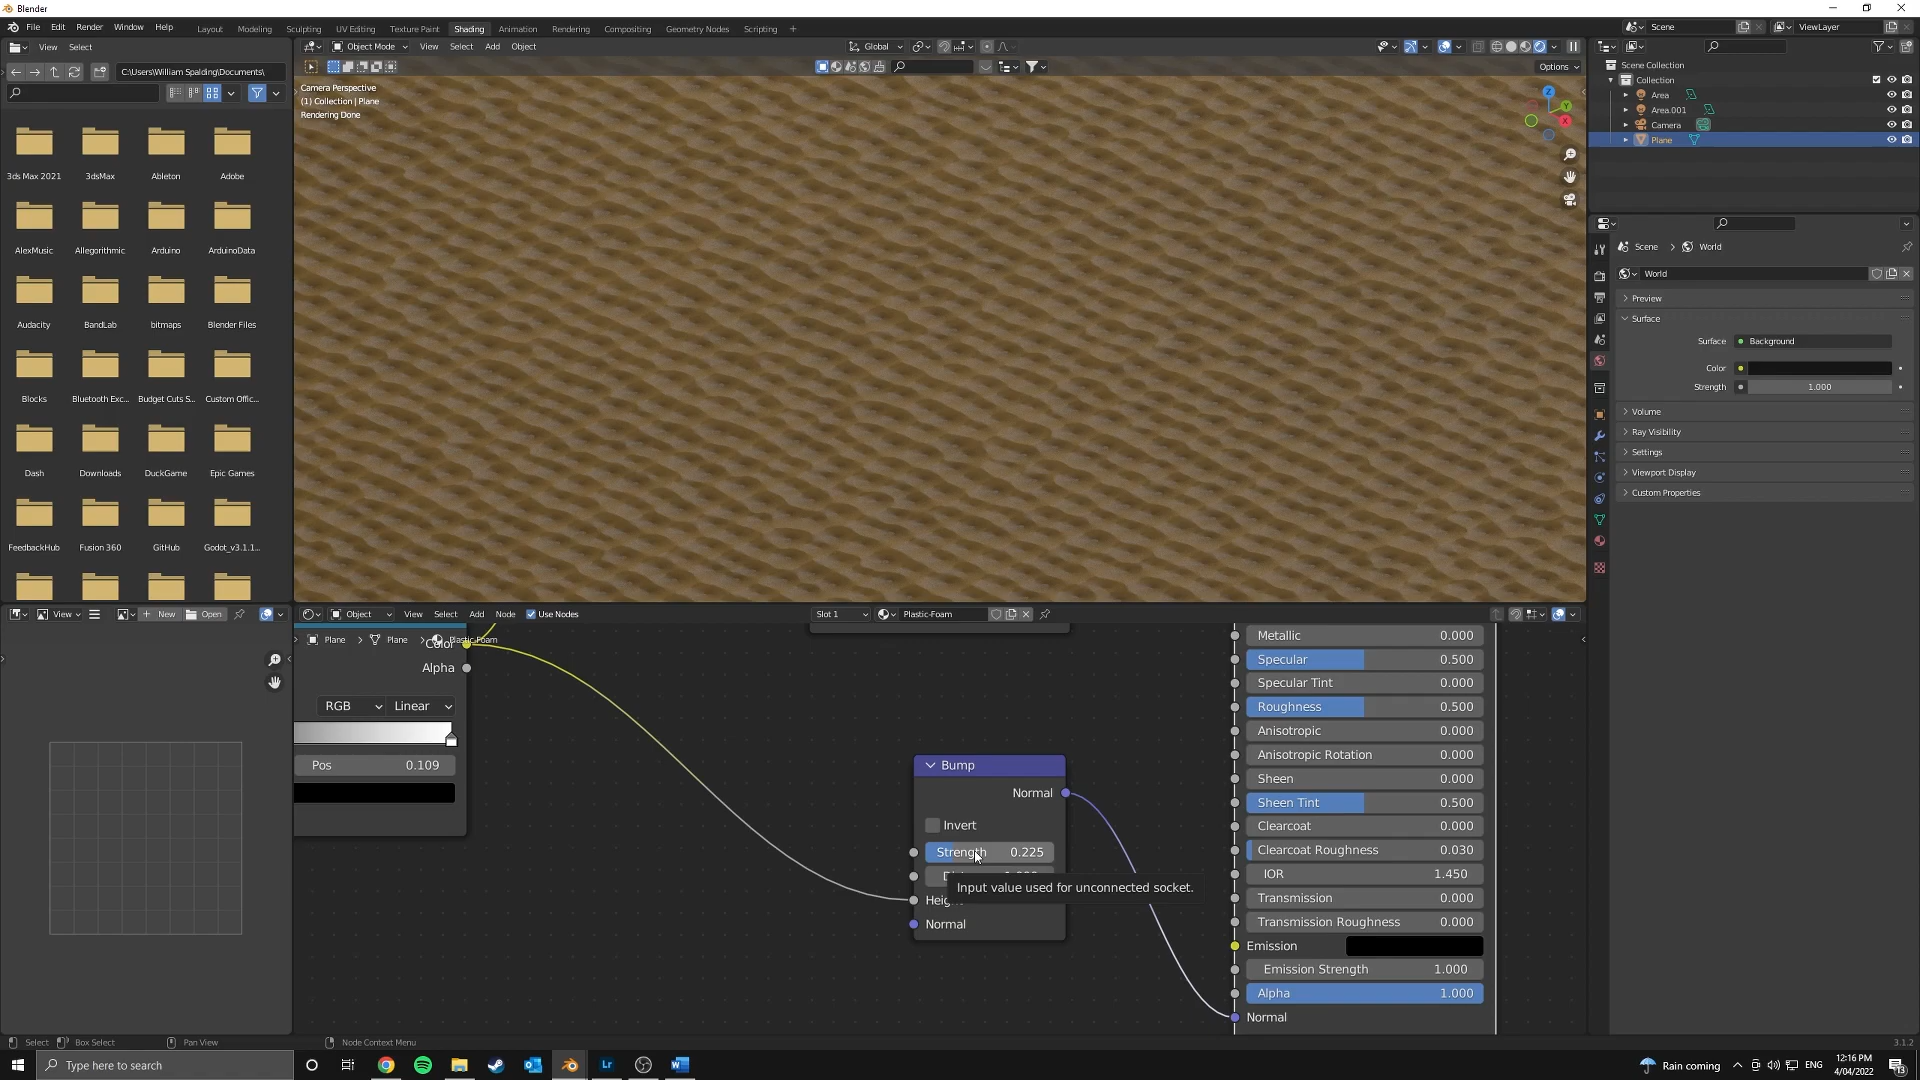 Blender
File Edit Render Window Help
Layout Modeling Sculpting UV Editing Texture Paint Shading Animation Rendering Compositing Geometry Nodes Scripting +
Scene
ViewLayer
View Select
Object Mode View Select Add Object
Global
C:\Users\William Spalding\Documents\
Options
Camera Perspective
(1) Collection | Plane
Rendering Done
Z
Y
X
Scene Collection
Collection
Area
Area.001
Camera
Plane
3ds Max 2021 3dsMax Ableton Adobe
AlexMusic Allegorithmic Arduino ArduinoData
Audacity BandLab bitmaps Blender Files
Blocks Bluetooth Exc... Budget Cuts S... Custom Offic...
Dash Downloads DuckGame Epic Games
FeedbackHub Fusion 360 GitHub Godot_v3.1.1...
Scene > World
World
Preview
Surface
Surface Background
Color
Strength 1.000
Volume
Ray Visibility
Settings
Viewport Display
Custom Properties
View + New Open
Object View Select Add Node Use Nodes
Slot 1 Plastic-Foam
Plane > Plane > Plastic-Foam
Color
Alpha
RGB Linear
Pos 0.109
Bump
Normal
Invert
Strength 0.225
Input value used for unconnected socket.
Normal
Metallic 0.000
Specular 0.500
Specular Tint 0.000
Roughness 0.500
Anisotropic 0.000
Anisotropic Rotation 0.000
Sheen 0.000
Sheen Tint 0.500
Clearcoat 0.000
Clearcoat Roughness 0.030
IOR 1.450
Transmission 0.000
Transmission Roughness 0.000
Emission
Emission Strength 1.000
Alpha 1.000
Normal
Select Box Select Pan View Node Context Menu
3.1.2
Type here to search
Lr
Rain coming
ENG
12:16 PM
4/04/2022
13